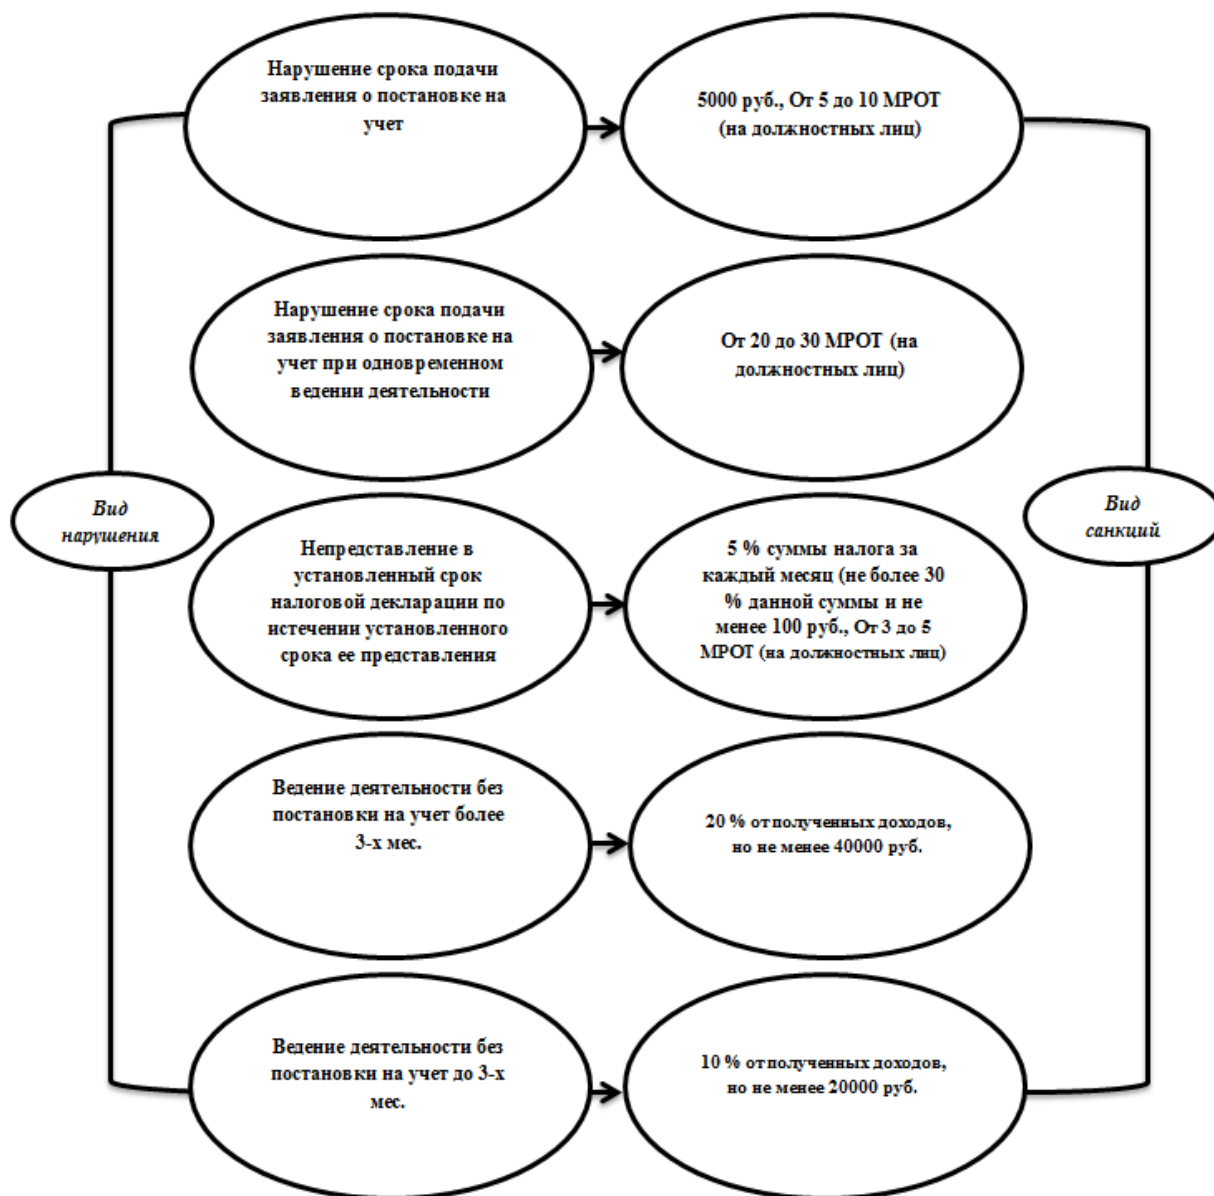 Нарушение срока подачи
заявления о постановке на
учет
5000 руб., От 5 до 10 МРОТ
(на должностных лиц)
Нарушение срока подачи
заявления о постановке на
учет при одновременном
ведении деятельности
От 20 до 30 МРОТ (на
должностных лиц)
Вид
нарушения
Вид
санкций
Непредставление в
установленный срок
налоговой декларации по
истечении установленного
срока ее представления
5 % суммы налога за
каждый месяц (не более 30
% данной суммы и не
менее 100 руб., От 3 до 5
МРОТ (на должностных лиц)
Ведение деятельности без
постановки на учет более
3-х мес.
20 % от полученных доходов,
но не менее 40000 руб.
Ведение деятельности без
постановки на учет до 3-х
мес.
10 % от полученных доходов,
но не менее 20000 руб.